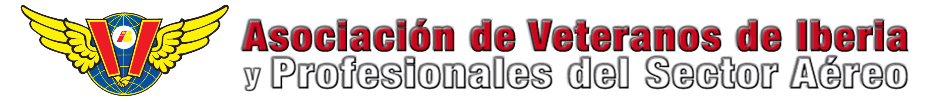 Asociación de Veteranos de Iberia
y Profesionales del Sector Aéreo